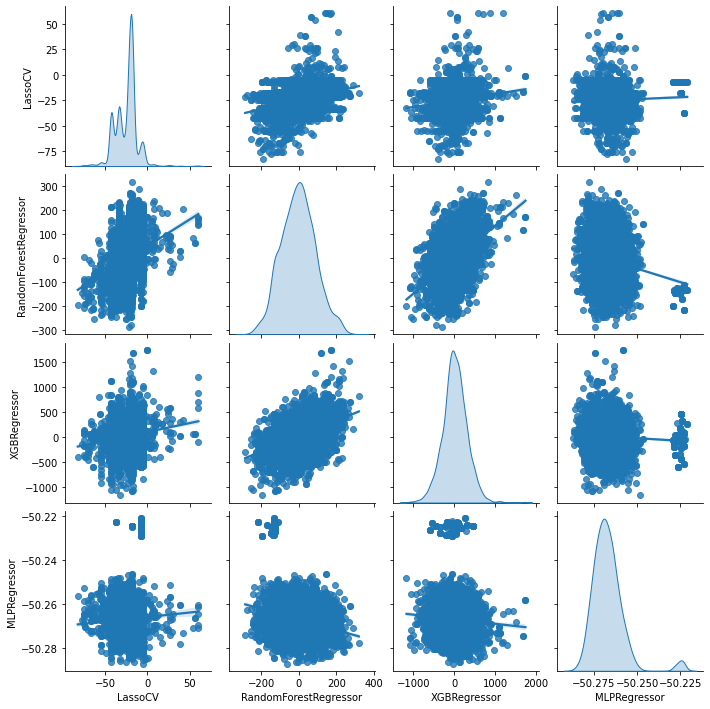 LassoCV
50
25
0
−25
−50
−75
RandomForestRegressor
300
200
100
0
−100
−200
−300
XGBRegressor
1500
1000
500
0
−500
−1000
MLPRegressor
−50.22
−50.24
−50.26
−50.28
−50 0 50
−200 0 200 400
−1000 0 1000 2000
−50.275 −50.250 −50.225
LassoCV RandomForestRegressor XGBRegressor MLPRegressor